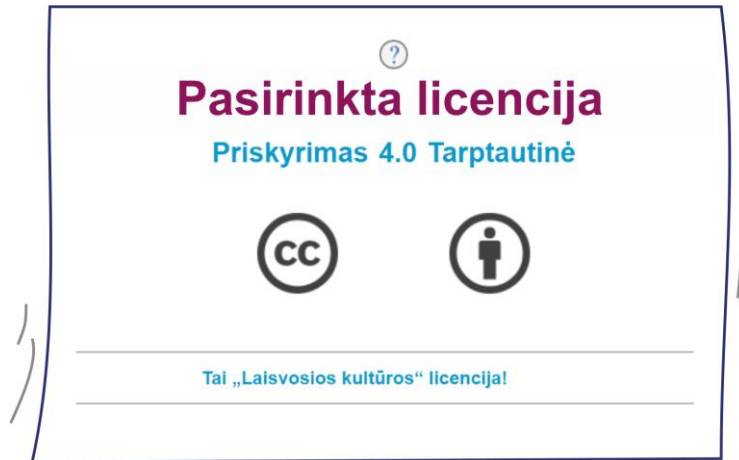 ?
Pasirinkta licencija
Priskyrimas 4.0 Tarptautinė
cc
Tai „Laisvosios kultūros“ licencija!